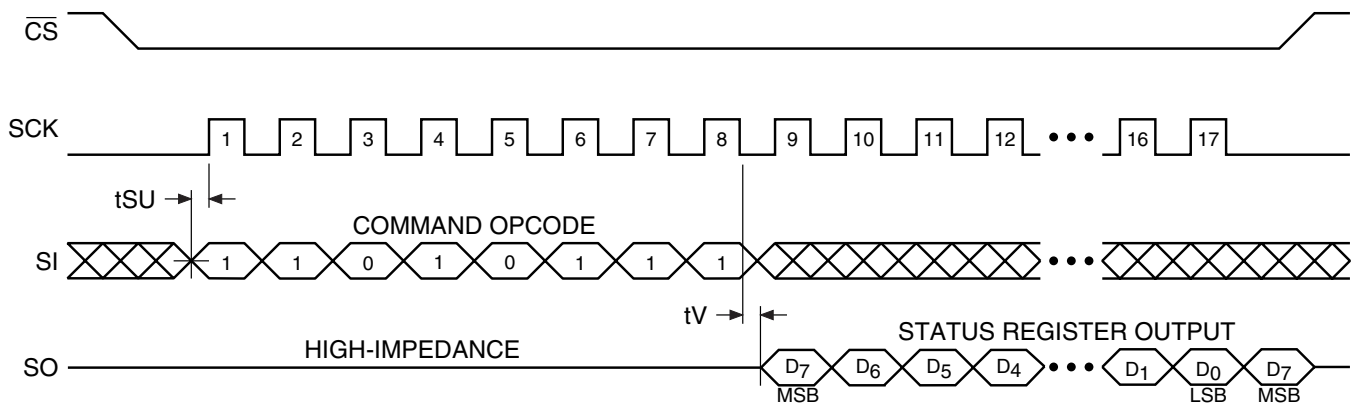 CS
SCK 1 2 3 4 5 6 7 8 9 10 11 12 ••• 16 17
tSU
COMMAND OPCODE
SI 1 1 0 1 0 1 1 1 •••
tV
HIGH-IMPEDANCE
STATUS REGISTER OUTPUT
SO D7 D6 D5 D4 ••• D1 D0 D7
MSB LSB MSB